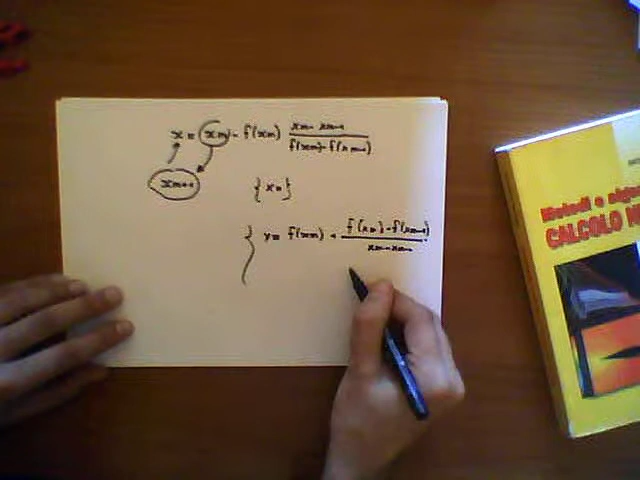 x = xn - f(xn) (xn - xn-1) / (f(xn) - f(xn-1))
xn+1
{xn}
{ y = f(xn) + (f(xn) - f(xn-1)) / (xn - xn-1)
CALCOLO